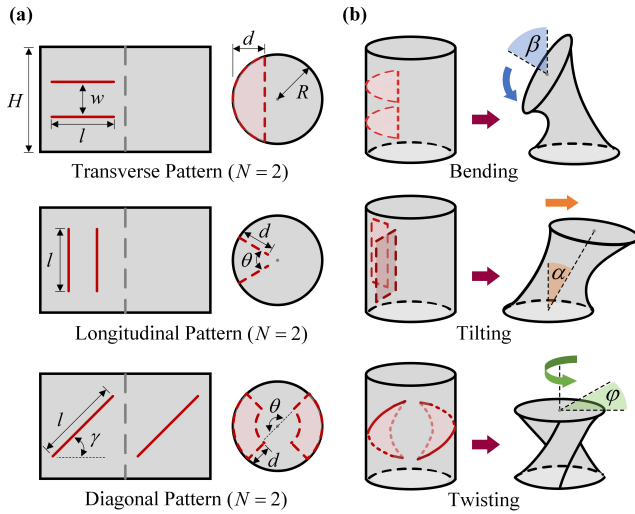 (a)
(b)
H
w
l
d
R
β
Transverse Pattern (N = 2)
Bending
l
d
θ
α
Longitudinal Pattern (N = 2)
Tilting
l
γ
θ
d
φ
Diagonal Pattern (N = 2)
Twisting